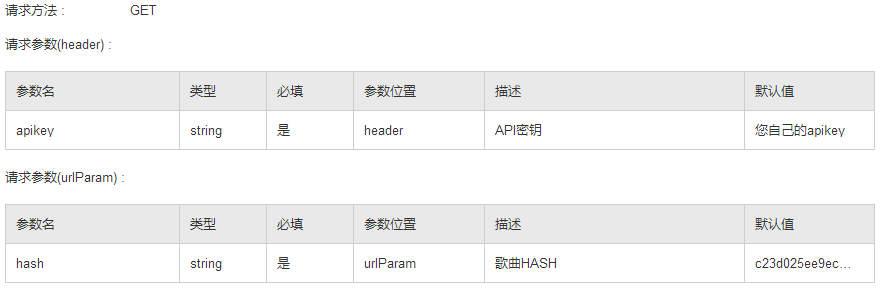 请求方法： GET
请求参数(header)：
参数名 类型 必填 参数位置 描述 默认值
apikey string 是 header API密钥 您自己的apikey
请求参数(urlParam)：
参数名 类型 必填 参数位置 描述 默认值
hash string 是 urlParam 歌曲HASH c23d025ee9ec...